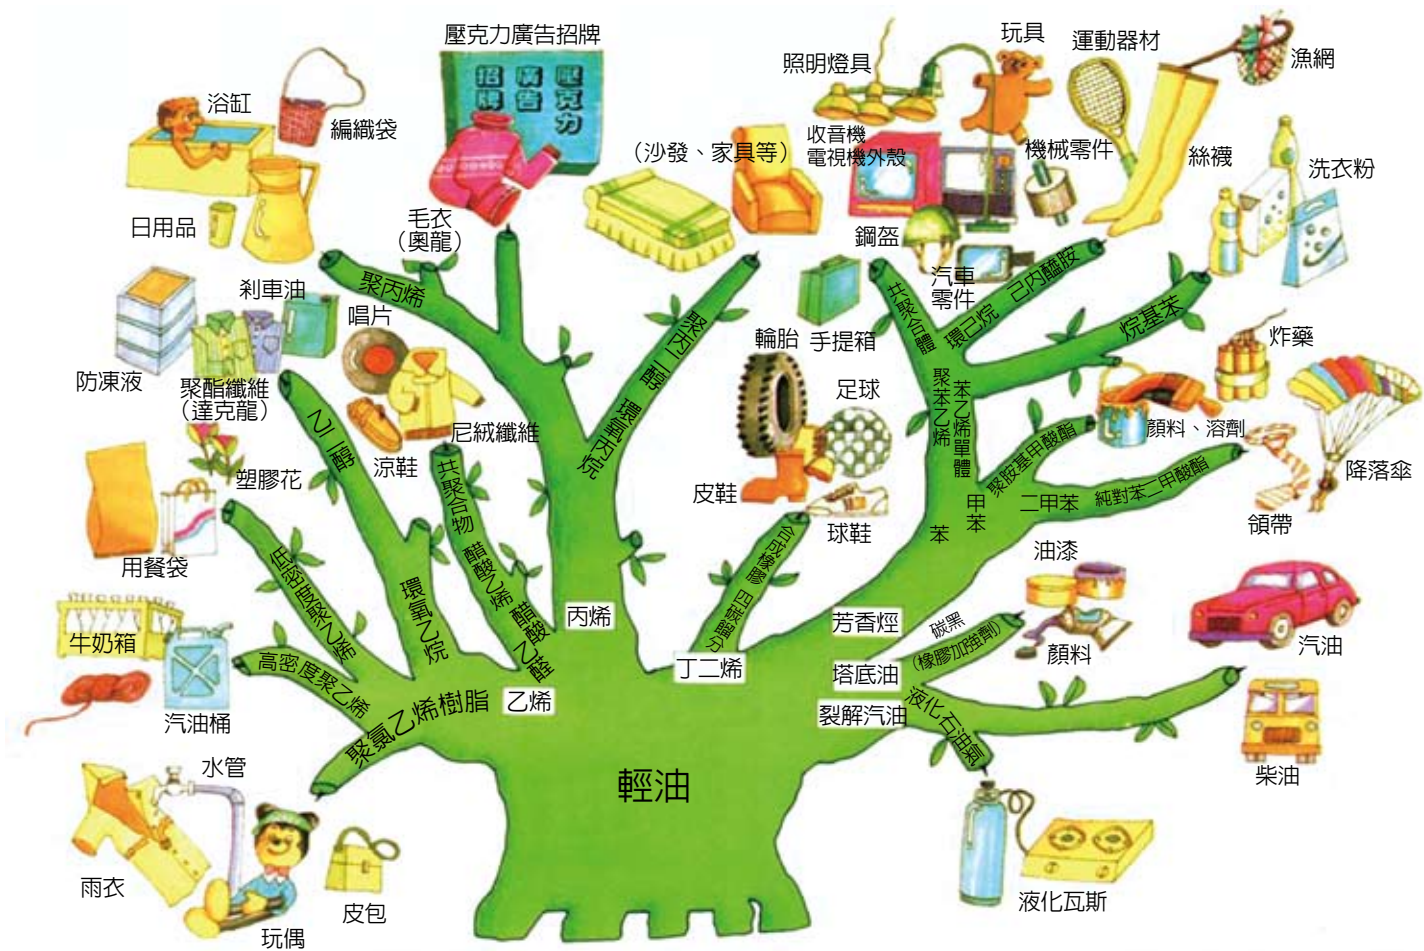 壓克力廣告招牌
壓克力
廣告
招牌
浴缸
編織袋
日用品
毛衣
（奧龍）
（沙發、家具等）
照明燈具
玩具
運動器材
漁網
收音機
電視機外殼
機械零件
絲襪
洗衣粉
鋼盔
汽車
零件
手提箱
防凍液
剎車油
聚酯纖維
（達克龍）
唱片
涼鞋
尼絨纖維
輪胎
足球
皮鞋
球鞋
炸藥
顏料、溶劑
降落傘
領帶
塑膠花
用餐袋
牛奶箱
汽油桶
水管
雨衣
玩偶
皮包
油漆
顏料
汽油
柴油
液化瓦斯
聚丙烯
聚丙二醇 環氧丙烷
共聚合體
環己烷 己內醯胺
烷基苯
聚苯乙烯
苯乙烯單體
聚胺基甲酸酯
甲苯
二甲苯 純對苯二甲酸酯
苯
乙二醇
環氧乙烷
共聚合物 醋酸乙烯 醋酸乙醛
低密度聚乙烯
高密度聚乙烯
聚氯乙烯樹脂
乙烯
丙烯
合成橡膠 四碳餾分
丁二烯
芳香烴
碳黑
（橡膠加強劑）
塔底油
裂解汽油
液化石油氣
輕油